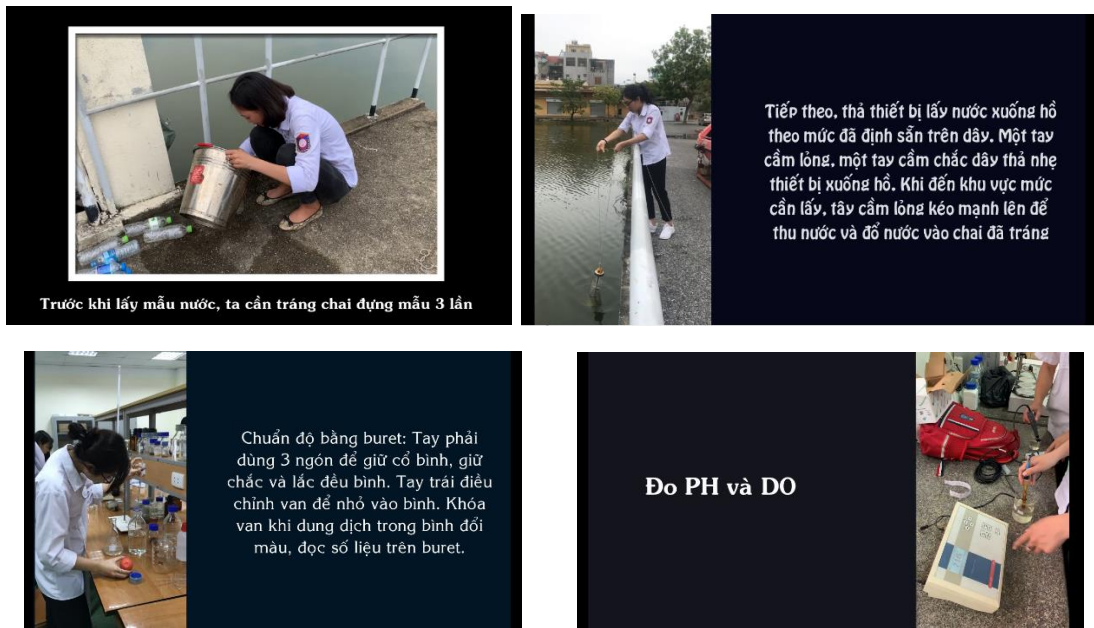 Trước khi lấy mẫu nước, ta cần tráng chai đựng mẫu 3 lần
Tiếp theo, thả thiết bị lấy nước xuống hồ
theo mức đã định sẵn trên dây. Một tay
cầm lỏng, một tay cầm chắc dây thả nhẹ
thiết bị xuống hồ. Khi đến khu vực mức
cần lấy, tây cầm lỏng kéo mạnh lên để
thu nước và đổ nước vào chai đã tráng
Chuẩn độ bằng buret: Tay phải
dùng 3 ngón để giữ cổ bình, giữ
chắc và lắc đều bình. Tay trái điều
chỉnh van để nhỏ vào bình. Khóa
van khi dung dịch trong bình đổi
màu, đọc số liệu trên buret.
Đo PH và DO